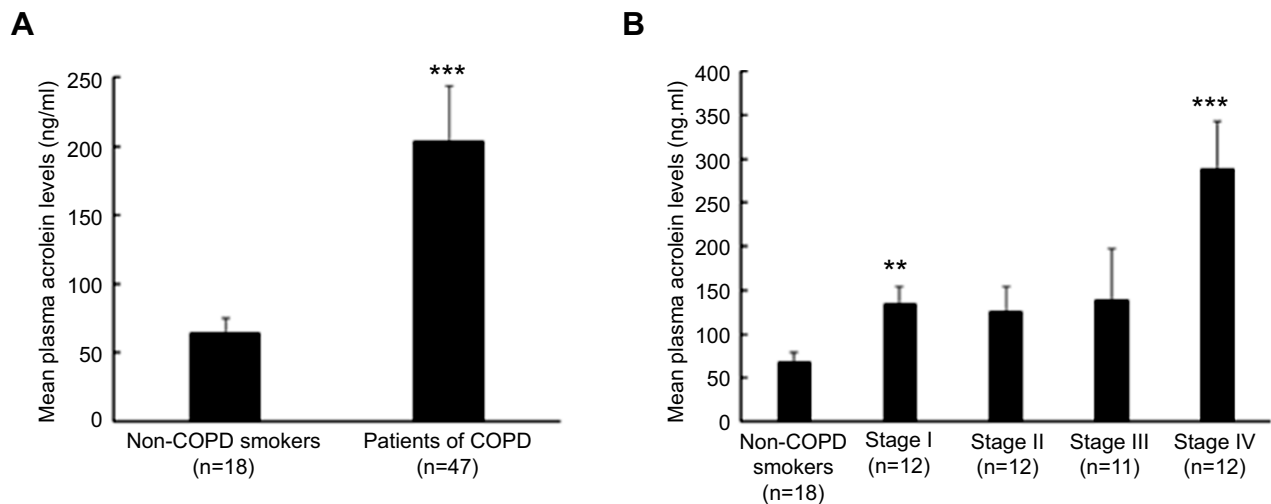 A
Mean plasma acrolein levels (ng/ml)
250
200
150
100
50
0
***
Non-COPD smokers
(n=18)
Patients of COPD
(n=47)
B
Mean plasma acrolein levels (ng.ml)
400
350
300
250
200
150
100
50
0
**
***
Non-COPD
smokers
(n=18)
Stage I
(n=12)
Stage II
(n=12)
Stage III
(n=11)
Stage IV
(n=12)